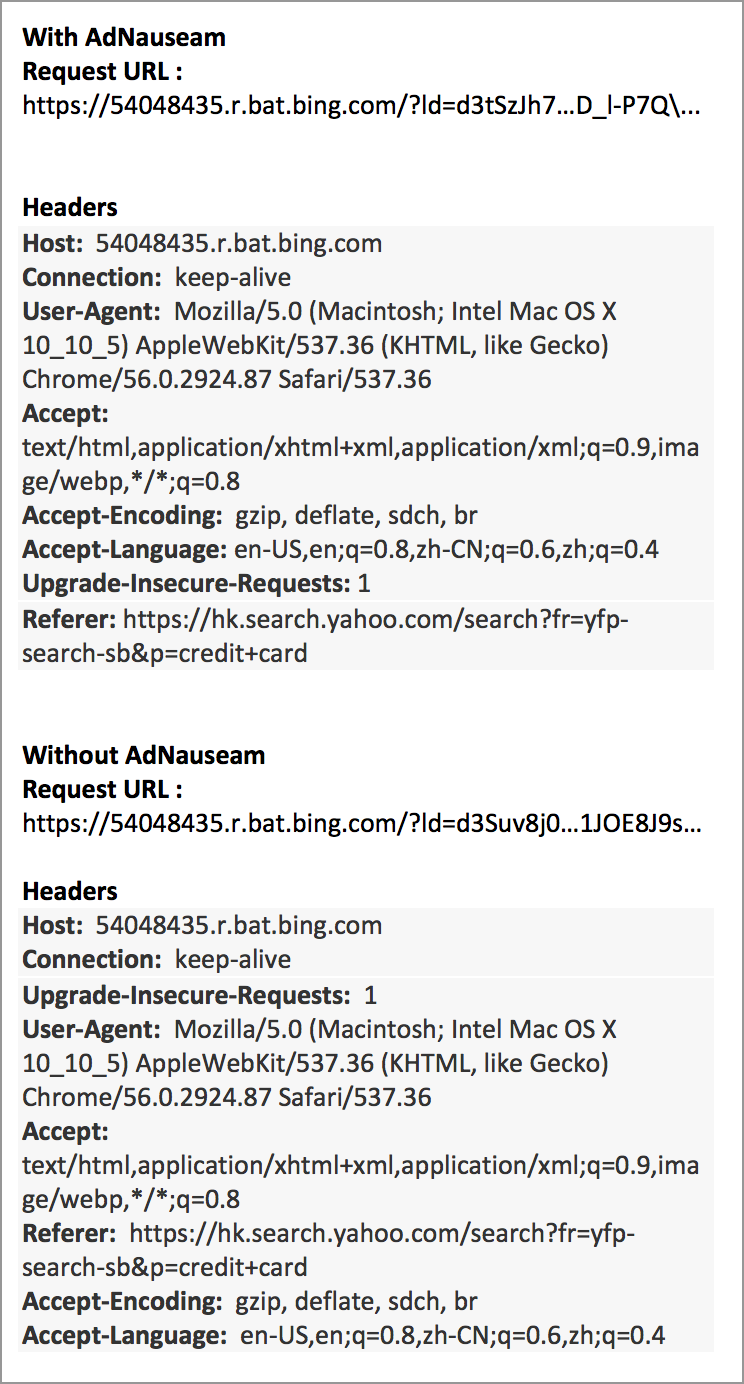 With AdNauseam
Request URL :
https://54048435.r.bat.bing.com/?ld=d3tSzJh7...D_l-P7Q\...
Headers
Host:  54048435.r.bat.bing.com
Connection:  keep-alive
User-Agent:  Mozilla/5.0 (Macintosh; Intel Mac OS X
10_10_5) AppleWebKit/537.36 (KHTML, like Gecko)
Chrome/56.0.2924.87 Safari/537.36
Accept:
text/html,application/xhtml+xml,application/xml;q=0.9,ima
ge/webp,*/*;q=0.8
Accept-Encoding:  gzip, deflate, sdch, br
Accept-Language: en-US,en;q=0.8,zh-CN;q=0.6,zh;q=0.4
Upgrade-Insecure-Requests: 1
Referer: https://hk.search.yahoo.com/search?fr=yfp-
search-sb&p=credit+card
Without AdNauseam
Request URL :
https://54048435.r.bat.bing.com/?ld=d3Suv8j0...1JOE8J9s...
Headers
Host:  54048435.r.bat.bing.com
Connection:  keep-alive
Upgrade-Insecure-Requests:  1
User-Agent:  Mozilla/5.0 (Macintosh; Intel Mac OS X
10_10_5) AppleWebKit/537.36 (KHTML, like Gecko)
Chrome/56.0.2924.87 Safari/537.36
Accept:
text/html,application/xhtml+xml,application/xml;q=0.9,ima
ge/webp,*/*;q=0.8
Referer:  https://hk.search.yahoo.com/search?fr=yfp-
search-sb&p=credit+card
Accept-Encoding:  gzip, deflate, sdch, br
Accept-Language:  en-US,en;q=0.8,zh-CN;q=0.6,zh;q=0.4